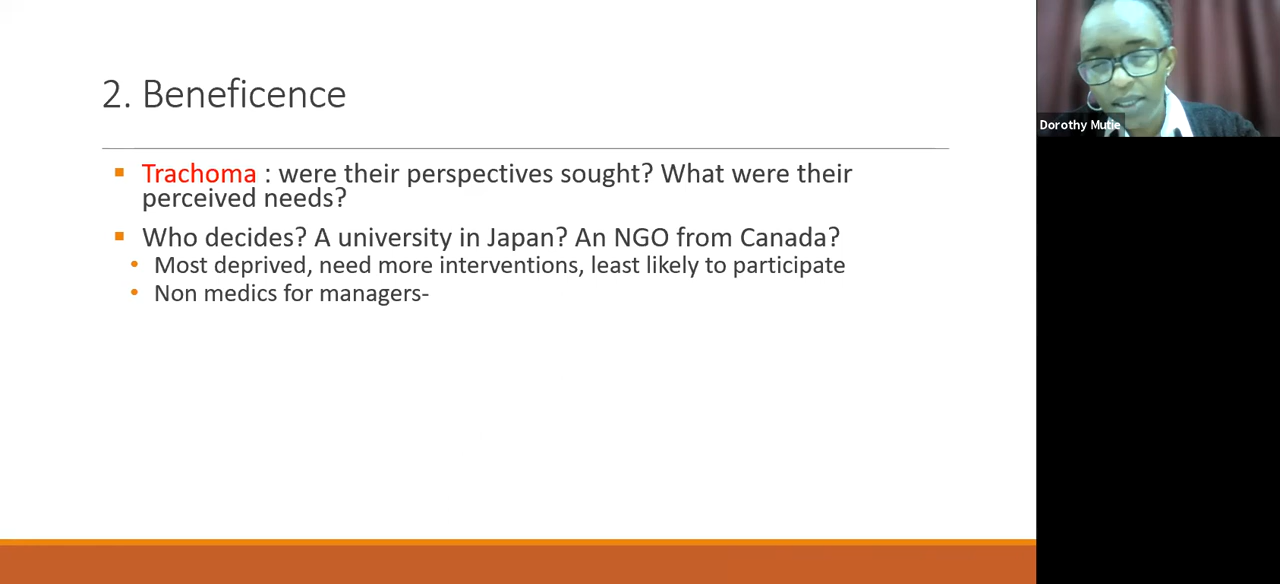 2. Beneficence
Trachoma : were their perspectives sought? What were their
perceived needs?
Who decides? A university in Japan? An NGO from Canada?
Most deprived, need more interventions, least likely to participate
Non medics for managers-
Dorothy Mutie